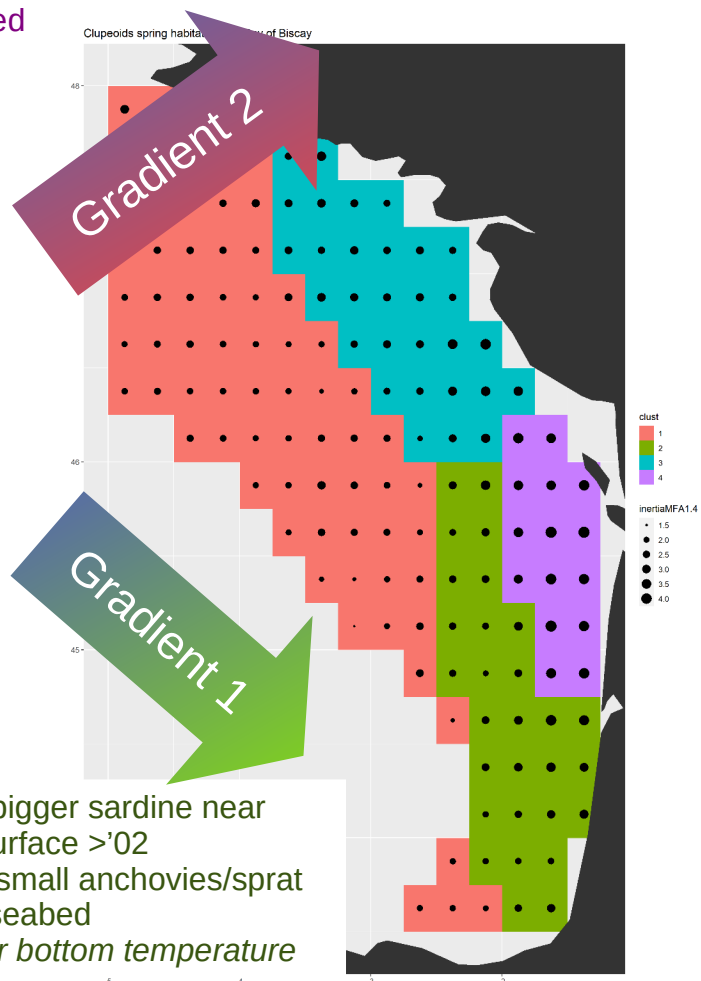 ed
Clupeoids spring habita of Biscay
Gradient 2
48
clust
1
2
3
4
46
inertiaMFA1.4
1.5
2.0
2.5
3.0
3.5
4.0
Gradient 1
45
bigger sardine near
urface >'02
small anchovies/sprat
seabed
r bottom temperature